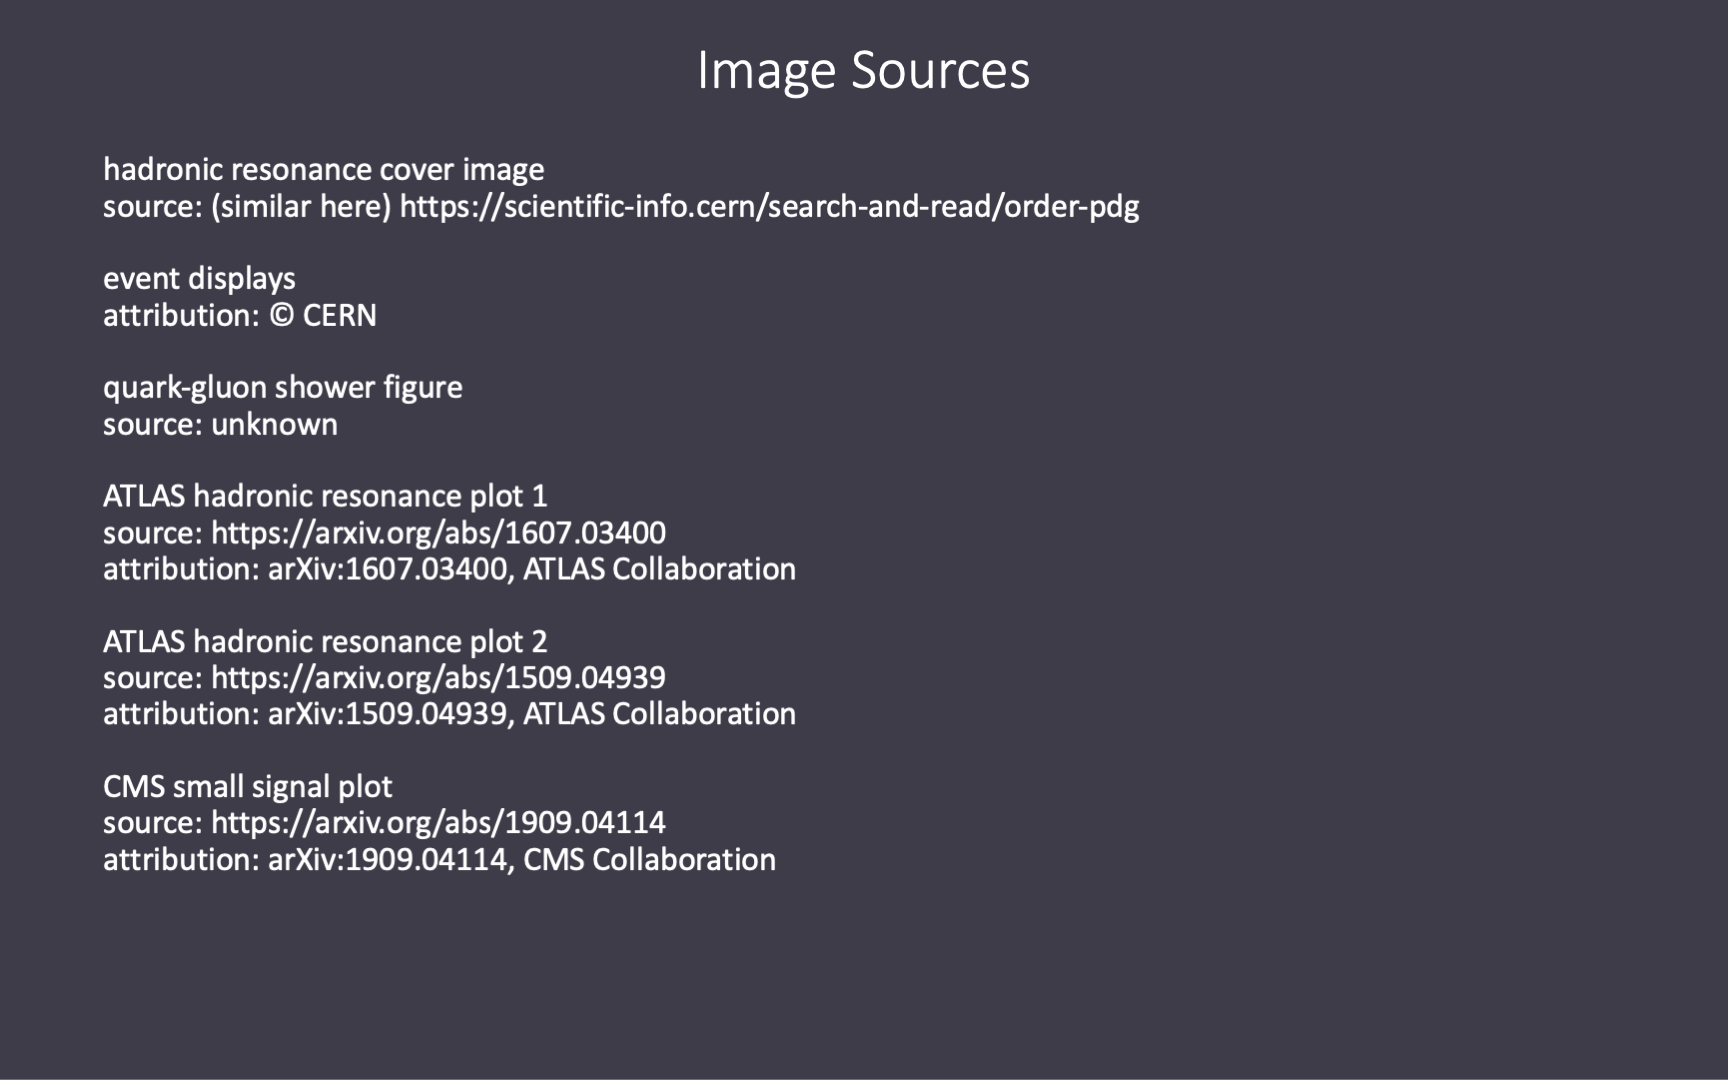 Image Sources
hadronic resonance cover image
source: (similar here) https://scientific-info.cern/search-and-read/order-pdg
event displays
attribution: © CERN
quark-gluon shower figure
source: unknown
ATLAS hadronic resonance plot 1
source: https://arxiv.org/abs/1607.03400
attribution: arXiv:1607.03400, ATLAS Collaboration
ATLAS hadronic resonance plot 2
source: https://arxiv.org/abs/1509.04939
attribution: arXiv:1509.04939, ATLAS Collaboration
CMS small signal plot
source: https://arxiv.org/abs/1909.04114
attribution: arXiv:1909.04114, CMS Collaboration